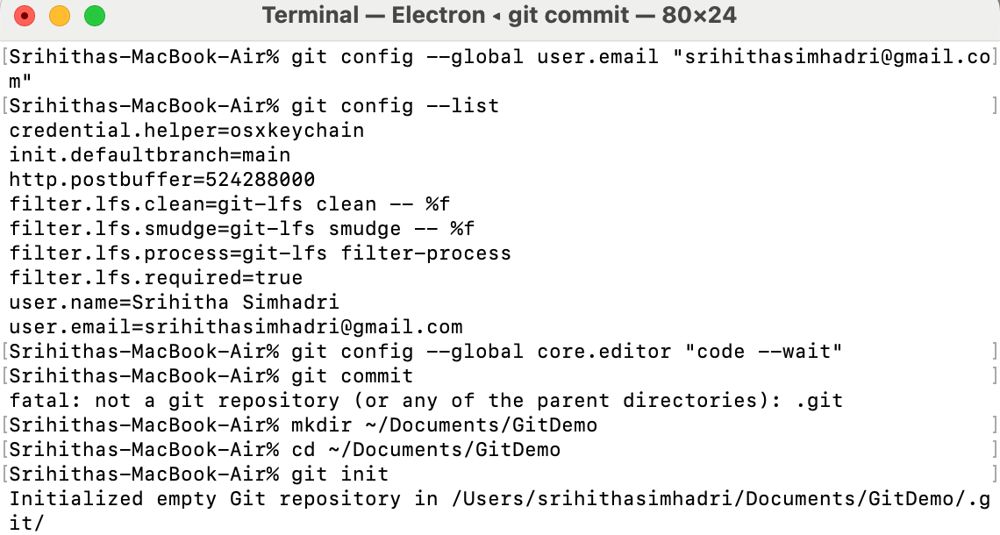 Terminal — Electron ◂ git commit — 80×24
[Srihithas-MacBook-Air% git config --global user.email "srihithasimhadri@gmail.co]
m"
[Srihithas-MacBook-Air% git config --list ]
credential.helper=osxkeychain
init.defaultbranch=main
http.postbuffer=524288000
filter.lfs.clean=git-lfs clean -- %f
filter.lfs.smudge=git-lfs smudge -- %f
filter.lfs.process=git-lfs filter-process
filter.lfs.required=true
user.name=Srihitha Simhadri
user.email=srihithasimhadri@gmail.com
[Srihithas-MacBook-Air% git config --global core.editor "code --wait" ]
[Srihithas-MacBook-Air% git commit ]
fatal: not a git repository (or any of the parent directories): .git
[Srihithas-MacBook-Air% mkdir ~/Documents/GitDemo ]
[Srihithas-MacBook-Air% cd ~/Documents/GitDemo ]
[Srihithas-MacBook-Air% git init ]
Initialized empty Git repository in /Users/srihithasimhadri/Documents/GitDemo/.g
it/